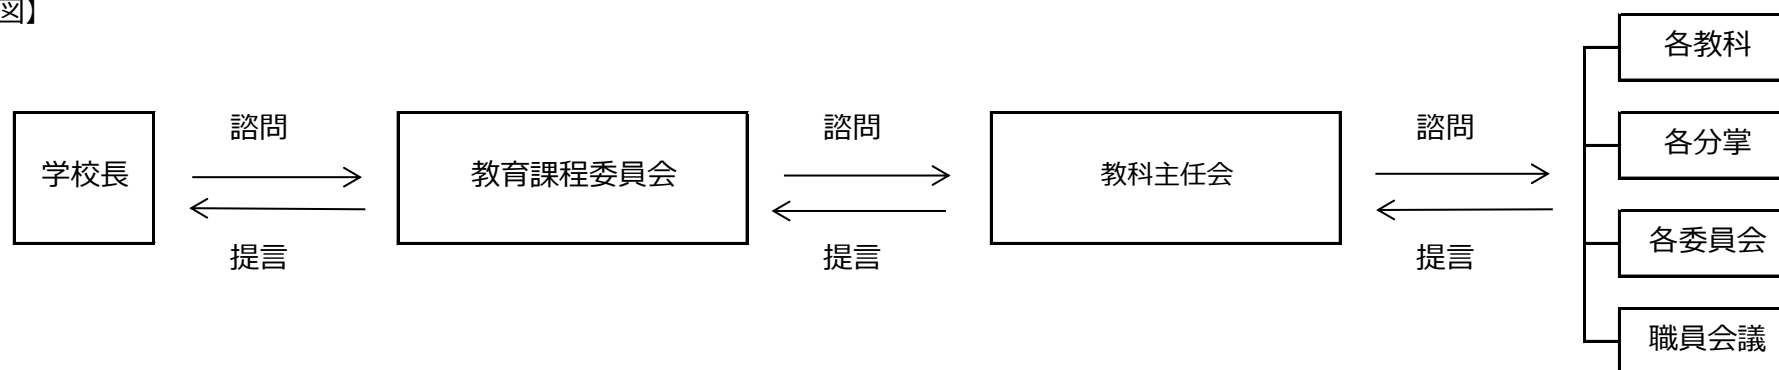 図】
各教科
諮問
諮問
諮問
各分掌
学校長
教育課程委員会
教科主任会
各委員会
提言
提言
提言
職員会議